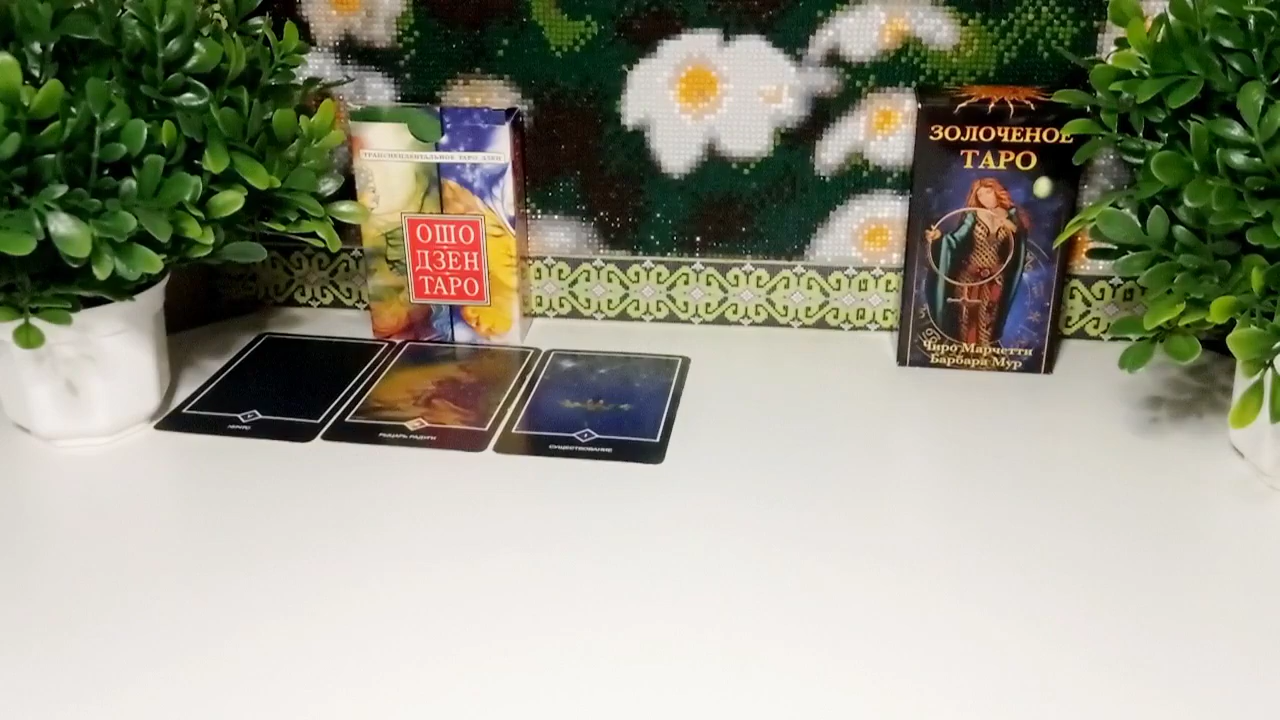 ТРАНСЦЕНДЕНТАЛЬНОЕ ТАРО ДЗЕН
ОШО
ДЗЕН
ТАРО
РЫЦАРЬ РАДУГИ
СУЩЕСТВОВАНИЕ
ЗОЛОЧЕНОЕ
ТАРО
Чиро Марчетти
Барбара Мур